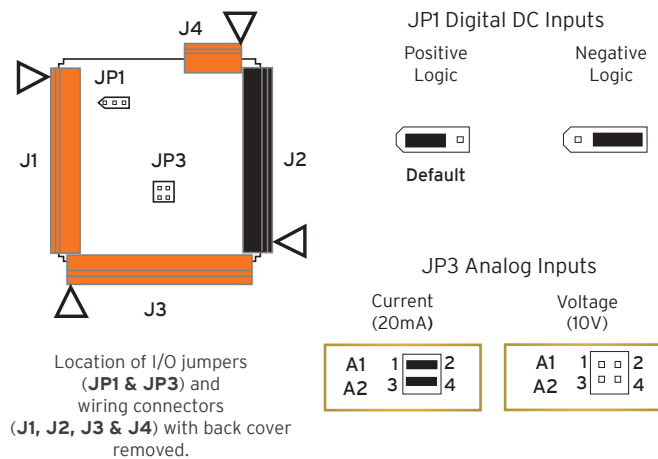 J4
JP1
J1
JP3
J2
J3
Location of I/O jumpers
(JP1 & JP3) and
wiring connectors
(J1, J2, J3 & J4) with back cover
removed.
JP1 Digital DC Inputs
Positive
Logic
Default
Negative
Logic
JP3 Analog Inputs
Current
(20mA)
A1 1 2
A2 3 4
Voltage
(10V)
A1 1 2
A2 3 4